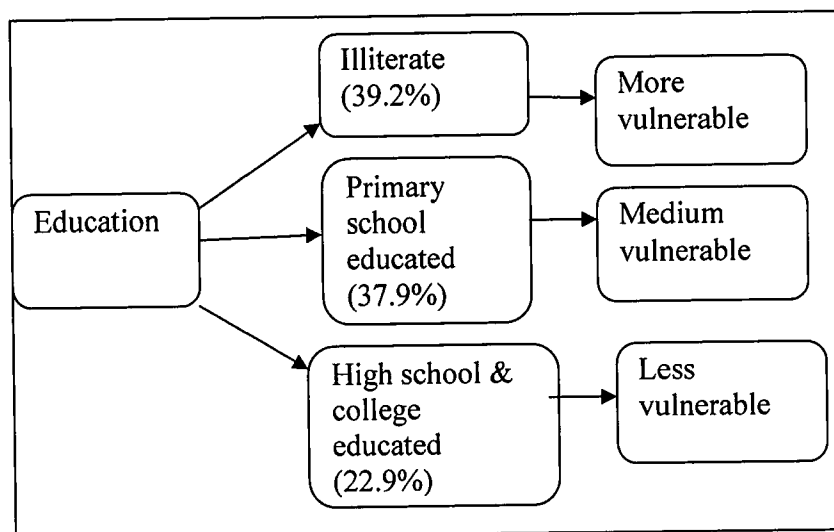 Education
Illiterate
(39.2%)
More
vulnerable
Primary
school
educated
(37.9%)
Medium
vulnerable
High school &
college
educated
(22.9%)
Less
vulnerable